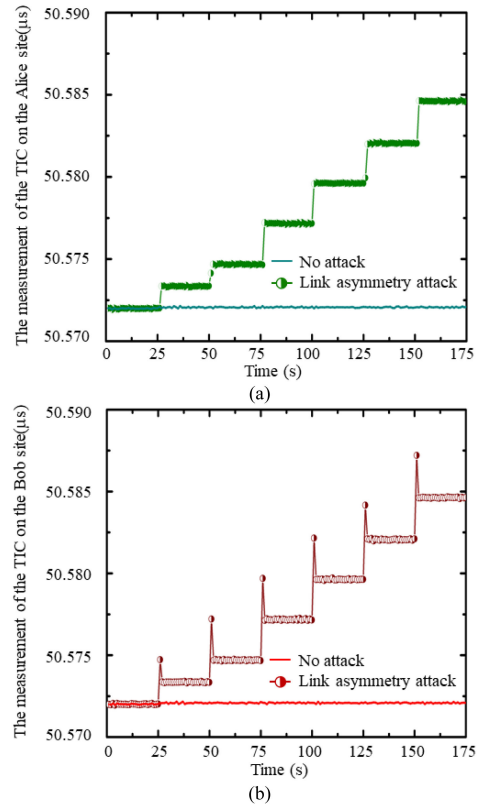 The measurement of the TIC on the Alice site(μs)
50.590
50.585
50.580
50.575
50.570
No attack
Link asymmetry attack
0 25 50 75 100 125 150 175
Time (s)
(a)
The measurement of the TIC on the Bob site(μs)
50.590
50.585
50.580
50.575
50.570
No attack
Link asymmetry attack
0 25 50 75 100 125 150 175
Time (s)
(b)